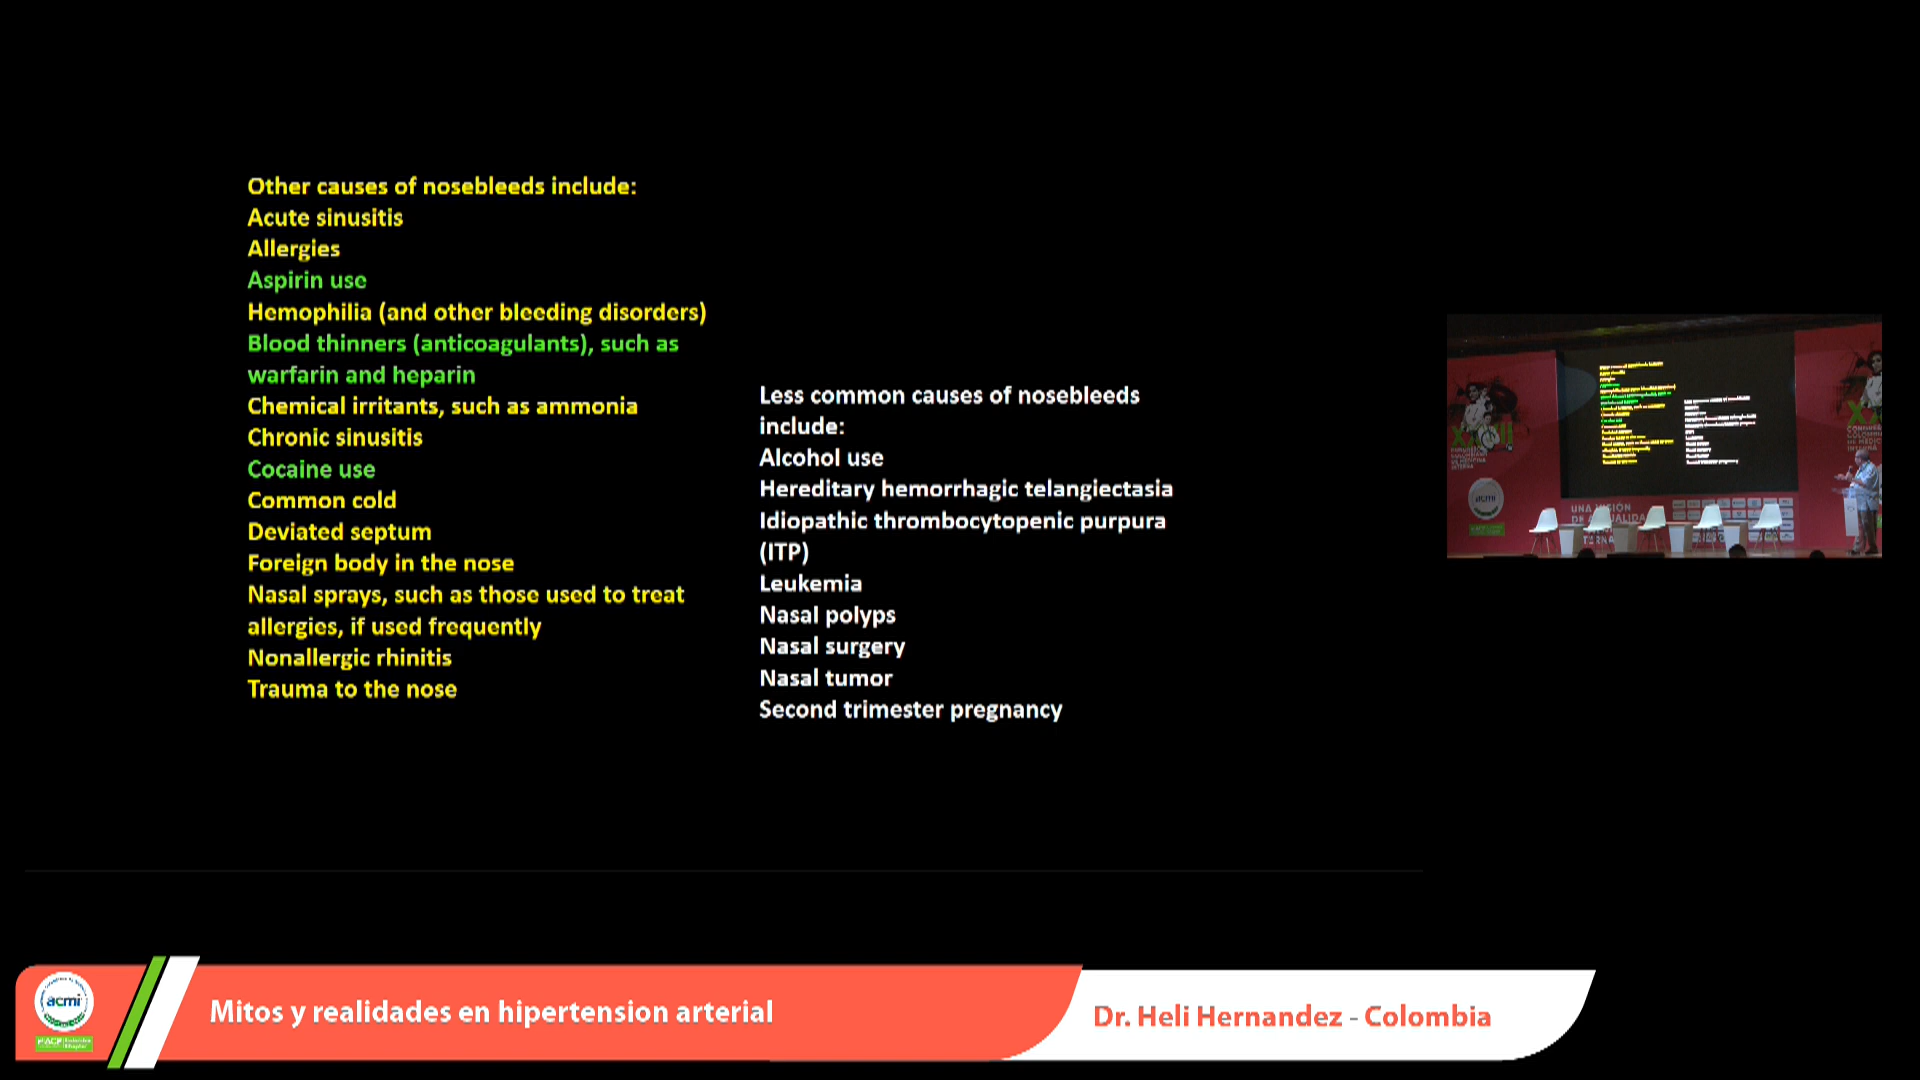 Other causes of nosebleeds include:
Acute sinusitis
Allergies
Aspirin use
Hemophilia (and other bleeding disorders)
Blood thinners (anticoagulants), such as
warfarin and heparin
Chemical irritants, such as ammonia
Chronic sinusitis
Cocaine use
Common cold
Deviated septum
Foreign body in the nose
Nasal sprays, such as those used to treat
allergies, if used frequently
Nonallergic rhinitis
Trauma to the nose
Less common causes of nosebleeds
include:
Alcohol use
Hereditary hemorrhagic telangiectasia
Idiopathic thrombocytopenic purpura
(ITP)
Leukemia
Nasal polyps
Nasal surgery
Nasal tumor
Second trimester pregnancy
acmi
UNA VISIÓN
acmi
Mitos y realidades en hipertension arterial
Dr. Heli Hernandez - Colombia